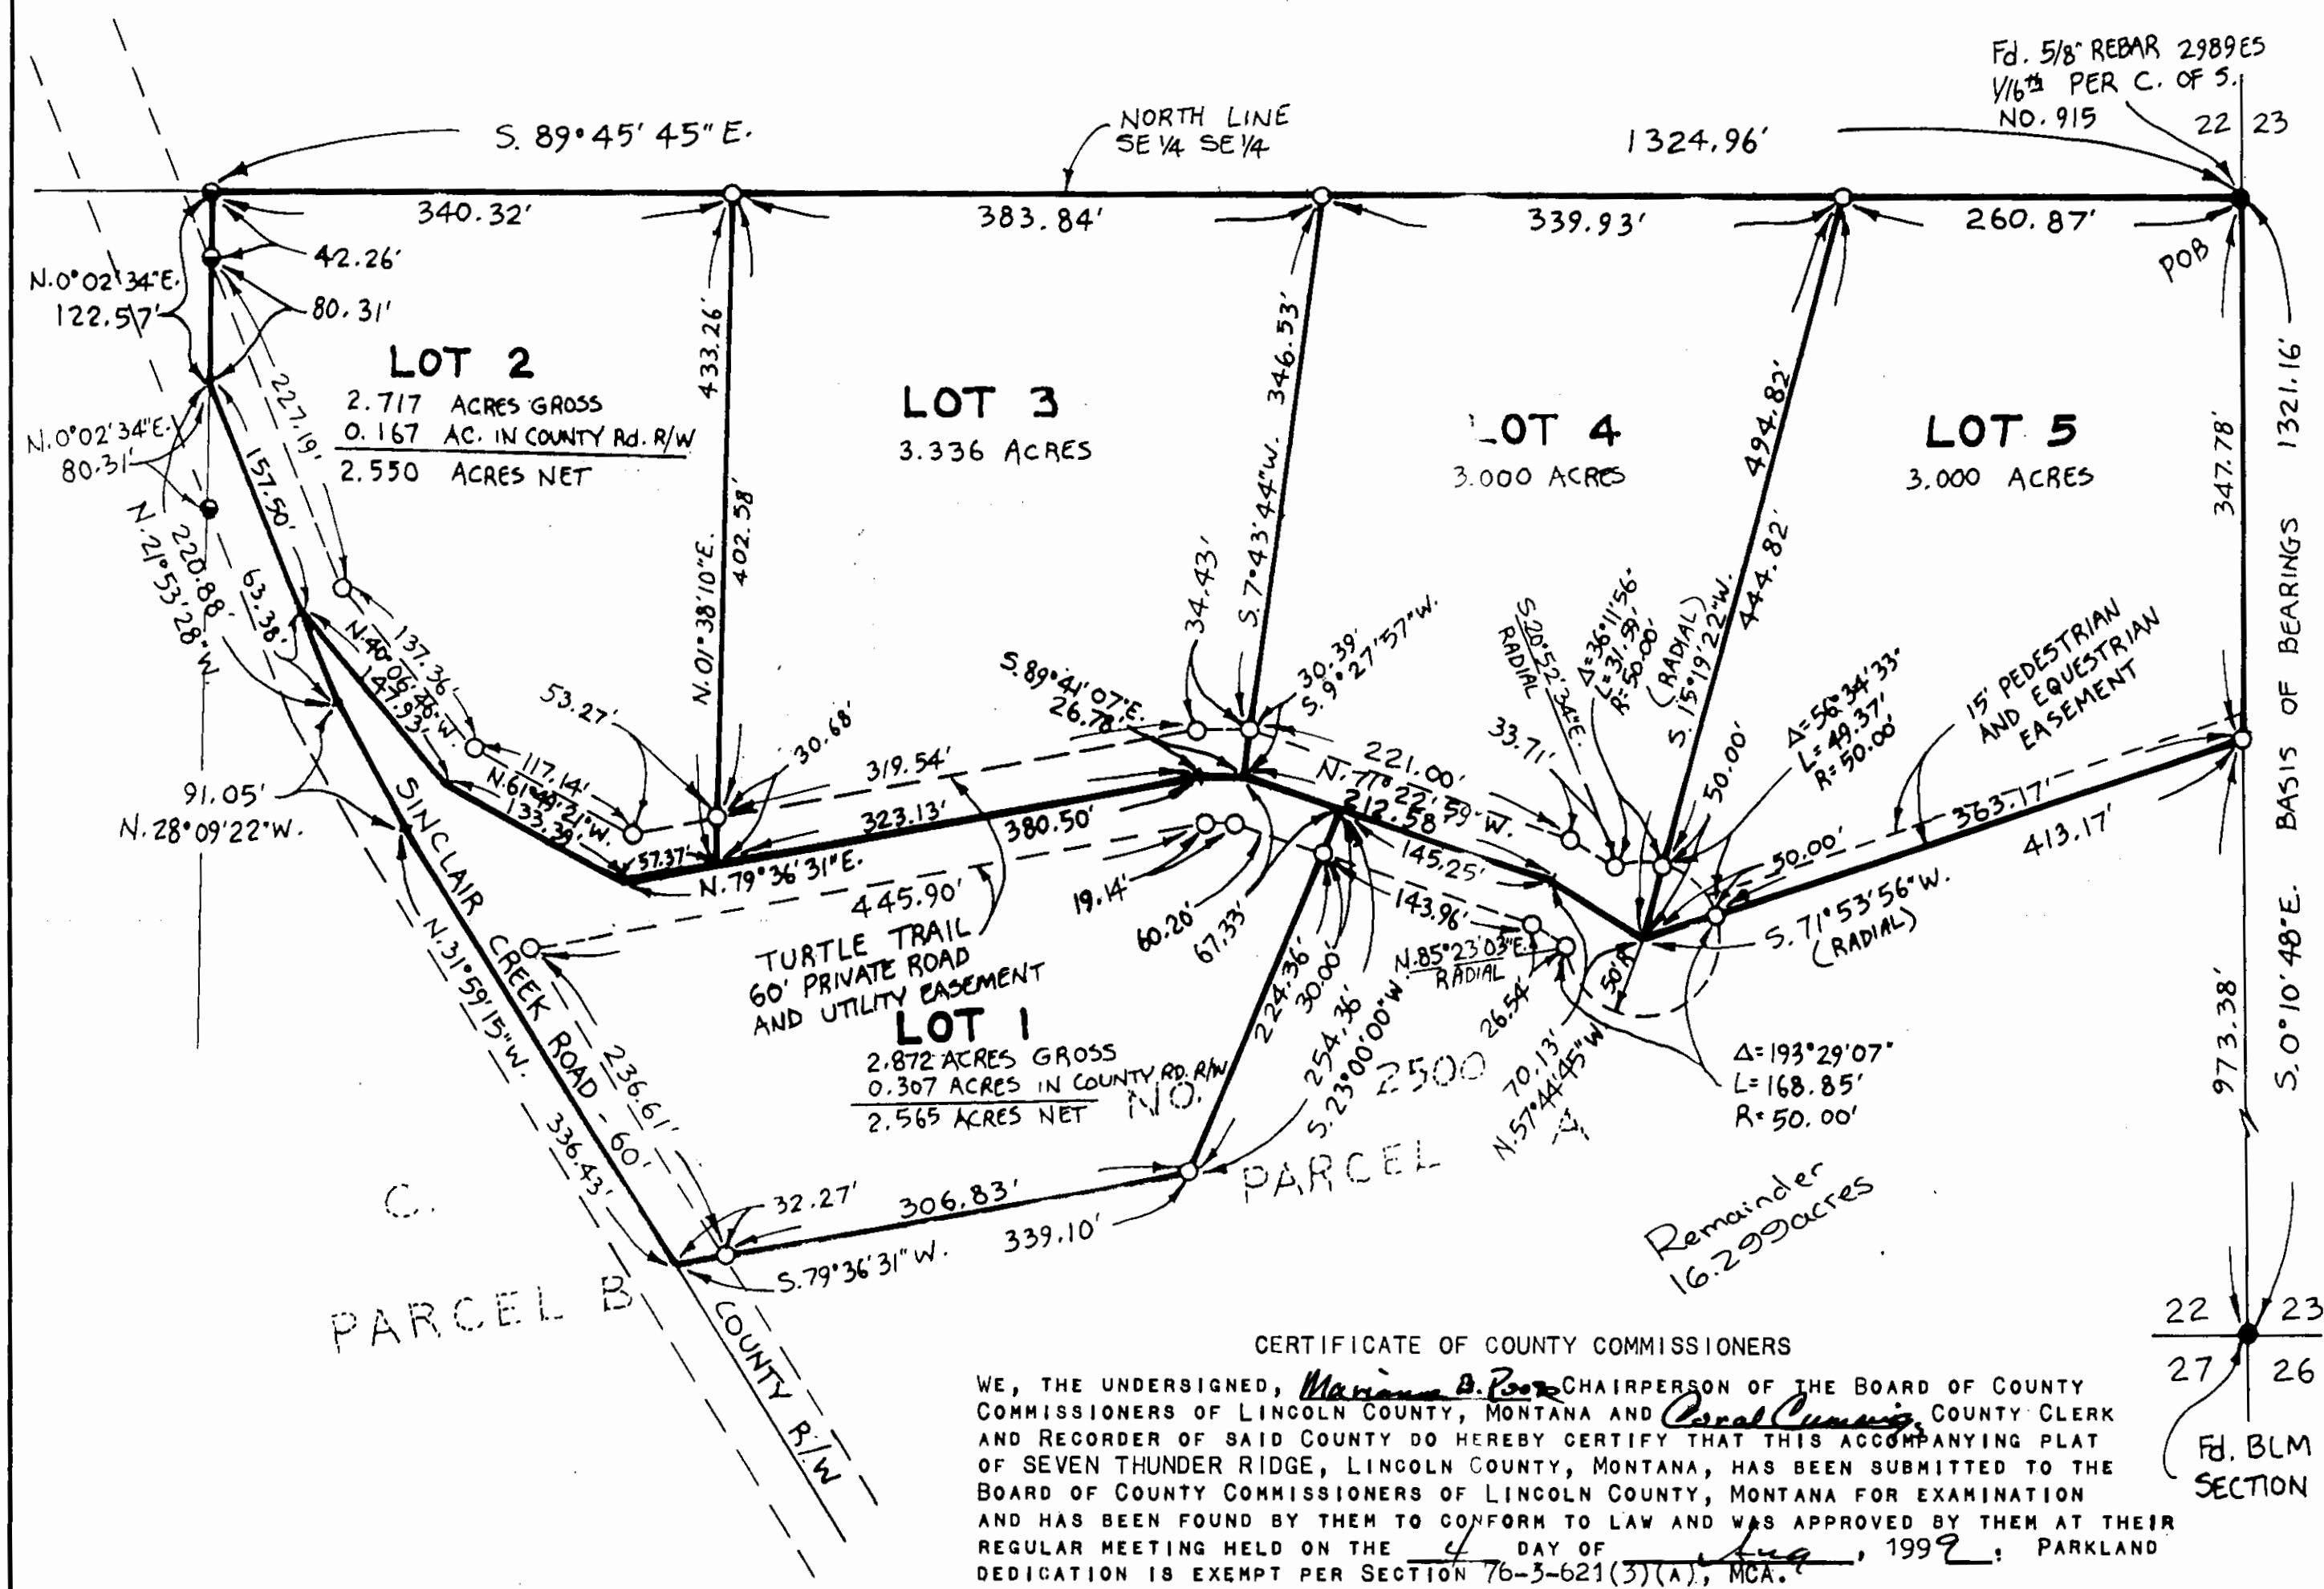 Fd. 5/8" REBAR 2989ES
1/16th PER C. OF S.
NO. 915
22 23
S. 89°45'45"E.
NORTH LINE
SE 1/4 SE 1/4
1324.96'
340.32'
383.84'
339.93'
260.87'
POB
42.26'
N.0°02'34"E.
122.57'
80.31'
LOT 2
2.717 ACRES GROSS
0.167 AC. IN COUNTY Rd. R/W
2.550 ACRES NET
433.26'
402.58'
N.01°38'10"E.
LOT 3
3.336 ACRES
346.53'
S.7°43'44"W.
34.43'
LOT 4
3.000 ACRES
494.82'
444.82'
S.15°19'22"W.
(RADIAL)
LOT 5
3.000 ACRES
347.78'
1321.16'
BASIS OF BEARINGS
S.0°10'48"E.
973.38'
227.19'
N.0°02'34"E.
80.31'
157.50'
220.88'
N.21°53'28"W.
63.38'
137.36'
N.40°06'46"W.
147.93'
91.05'
N.28°09'22"W.
117.14'
N.61°49'21"W.
133.39'
53.27'
30.68'
57.37'
N.79°36'31"E.
319.54'
323.13'
380.50'
445.90'
S.89°41'07"E.
26.78'
30.39'
S.9°27'57"W.
221.00'
N.77°22'59"W.
212.58'
145.25'
143.96'
33.71'
S.20°52'34"E.
RADIAL
Δ=36°11'56"
L=31.59'
R=50.00'
50.00'
Δ=56°34'33"
L=49.37'
R=50.00'
15' PEDESTRIAN
AND EQUESTRIAN
EASEMENT
50.00'
363.17'
413.17'
S.71°53'56"W.
(RADIAL)
19.14'
60.20'
67.33'
N.85°23'03"E.
RADIAL
26.54'
50'R
70.13'
N.57°44'45"W.
Δ=193°29'07"
L=168.85'
R=50.00'
TURTLE TRAIL
60' PRIVATE ROAD
AND UTILITY EASEMENT
LOT 1
2.872 ACRES GROSS
0.307 ACRES IN COUNTY RD. R/W
2.565 ACRES NET
224.36'
30.00'
254.36'
S.23°00'00"W.
SINCLAIR CREEK ROAD - 60' COUNTY R/W
N.31°59'15"W.
336.43'
236.61'
32.27'
306.83'
339.10'
S.79°36'31"W.
C.
NO.
2500
PARCEL A
PARCEL B
Remainder
16.299 acres
22 23
27 26
Fd. BLM
SECTION
CERTIFICATE OF COUNTY COMMISSIONERS
WE, THE UNDERSIGNED, Marianne B. Roose CHAIRPERSON OF THE BOARD OF COUNTY
COMMISSIONERS OF LINCOLN COUNTY, MONTANA AND Coral Cummings, COUNTY CLERK
AND RECORDER OF SAID COUNTY DO HEREBY CERTIFY THAT THIS ACCOMPANYING PLAT
OF SEVEN THUNDER RIDGE, LINCOLN COUNTY, MONTANA, HAS BEEN SUBMITTED TO THE
BOARD OF COUNTY COMMISSIONERS OF LINCOLN COUNTY, MONTANA FOR EXAMINATION
AND HAS BEEN FOUND BY THEM TO CONFORM TO LAW AND WAS APPROVED BY THEM AT THEIR
REGULAR MEETING HELD ON THE 4 DAY OF Aug, 1999; PARKLAND
DEDICATION IS EXEMPT PER SECTION 76-3-621(3)(A), MCA.